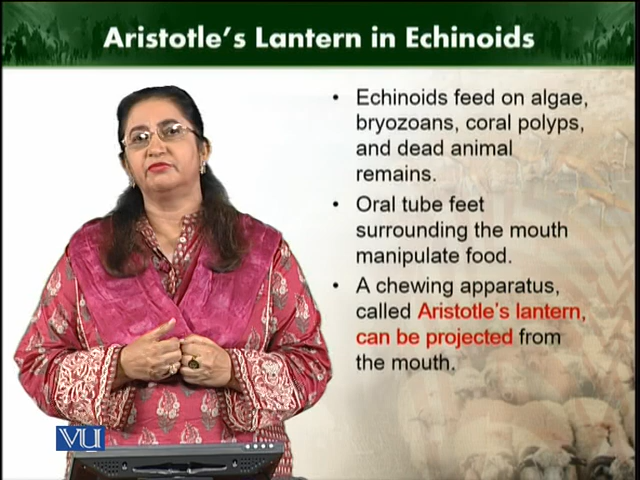 Aristotle's Lantern in Echinoids
• Echinoids feed on algae,
bryozoans, coral polyps,
and dead animal
remains.
• Oral tube feet
surrounding the mouth
manipulate food.
• A chewing apparatus,
called Aristotle's lantern,
can be projected from
the mouth.
VU